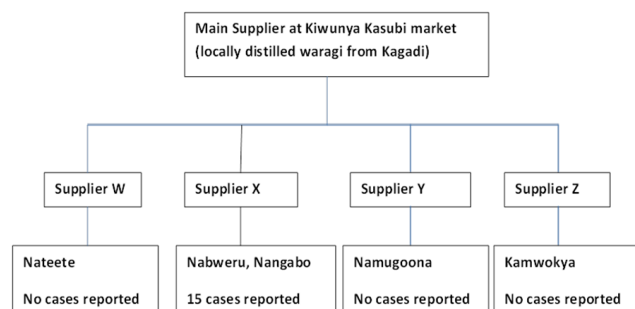 Main Supplier at Kiwunya Kasubi market
(locally distilled waragi from Kagadi)
Supplier W
Supplier X
Supplier Y
Supplier Z
Nateete
No cases reported
Nabweru, Nangabo
15 cases reported
Namugoona
No cases reported
Kamwokya
No cases reported